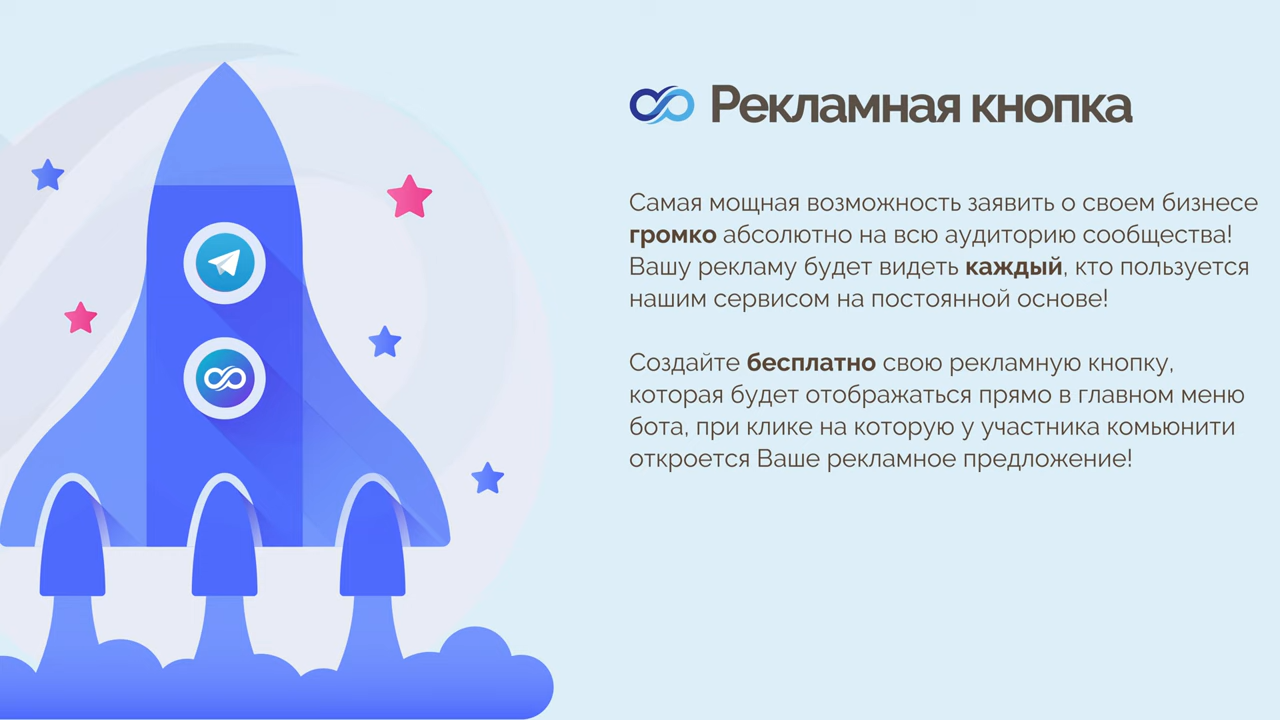 Рекламная кнопка
Самая мощная возможность заявить о своем бизнесе
громко абсолютно на всю аудиторию сообщества!
Вашу рекламу будет видеть каждый, кто пользуется
нашим сервисом на постоянной основе!
Создайте бесплатно свою рекламную кнопку,
которая будет отображаться прямо в главном меню
бота, при клике на которую у участника комьюнити
откроется Ваше рекламное предложение!